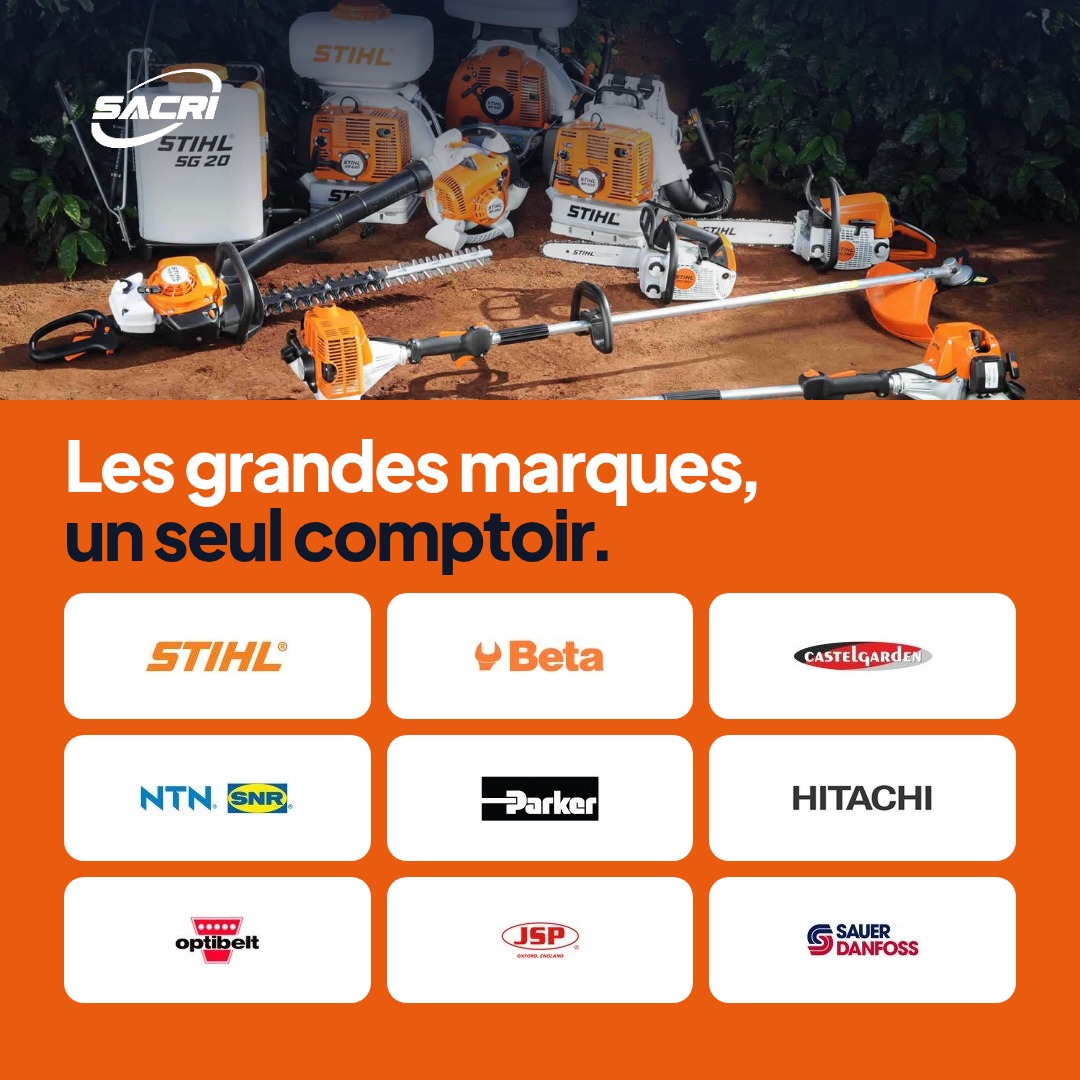 SACRI
STIHL
STIHL
SG 20
STIHL
STIHL
STIHL
Les grandes marques,
un seul comptoir.
STIHL®
Beta
CASTELGARDEN
NTN® SNR®
Parker
HITACHI
optibelt
JSP®
OXFORD, ENGLAND
SAUER
DANFOSS